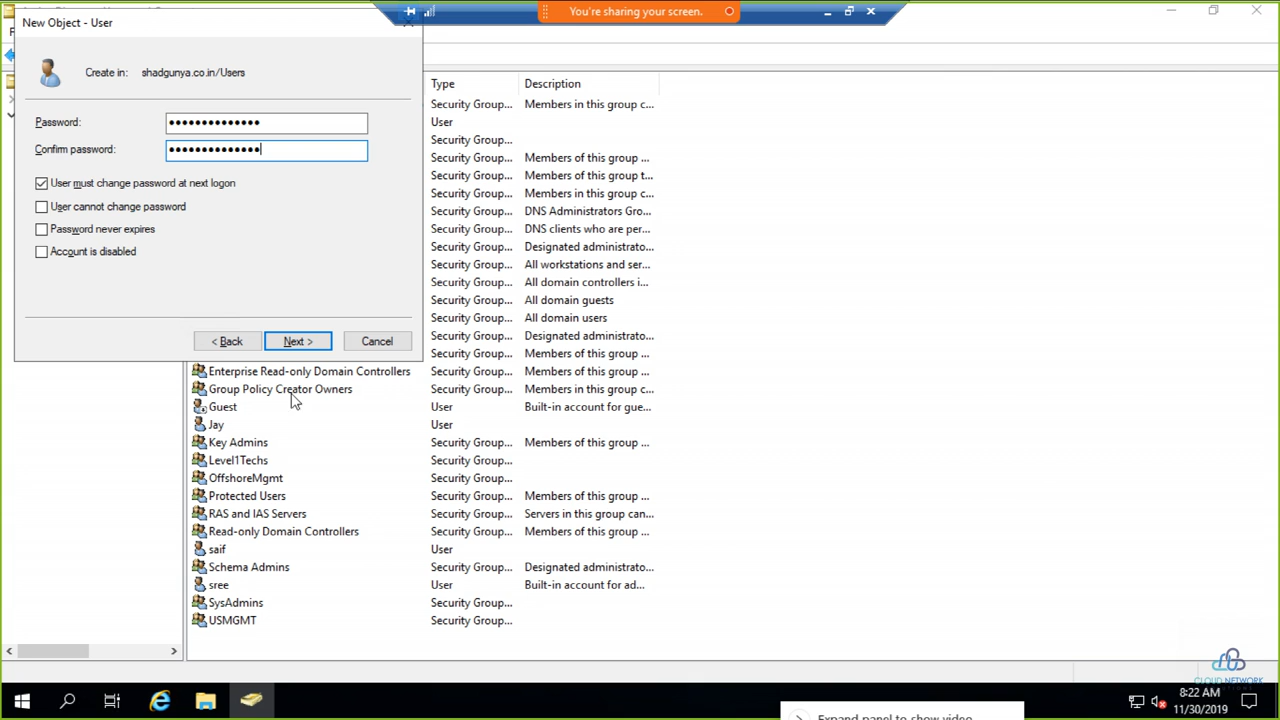 New Object - User
You're sharing your screen.
Create in: shadgunya.co.in/Users
Password: ••••••••••••••
Confirm password: ••••••••••••••
User must change password at next logon
User cannot change password
Password never expires
Account is disabled
< Back Next > Cancel
Type Description
Security Group... Members in this group c...
User
Security Group...
Security Group... Members of this group ...
Security Group... Members of this group t...
Security Group... Members in this group c...
Security Group... DNS Administrators Gro...
Security Group... DNS clients who are per...
Security Group... Designated administrato...
Security Group... All workstations and ser...
Security Group... All domain controllers i...
Security Group... All domain guests
Security Group... All domain users
Security Group... Designated administrato...
Security Group... Members of this group ...
Enterprise Read-only Domain Controllers Security Group... Members of this group ...
Group Policy Creator Owners Security Group... Members in this group c...
Guest User Built-in account for gue...
Jay User
Key Admins Security Group... Members of this group ...
Level1Techs Security Group...
OffshoreMgmt Security Group...
Protected Users Security Group... Members of this group ...
RAS and IAS Servers Security Group... Servers in this group can...
Read-only Domain Controllers Security Group... Members of this group ...
saif User
Schema Admins Security Group... Designated administrato...
sree User Built-in account for ad...
SysAdmins Security Group...
USMGMT Security Group...
CLOUD NETWORK
8:22 AM
11/30/2019
Expand panel to show video